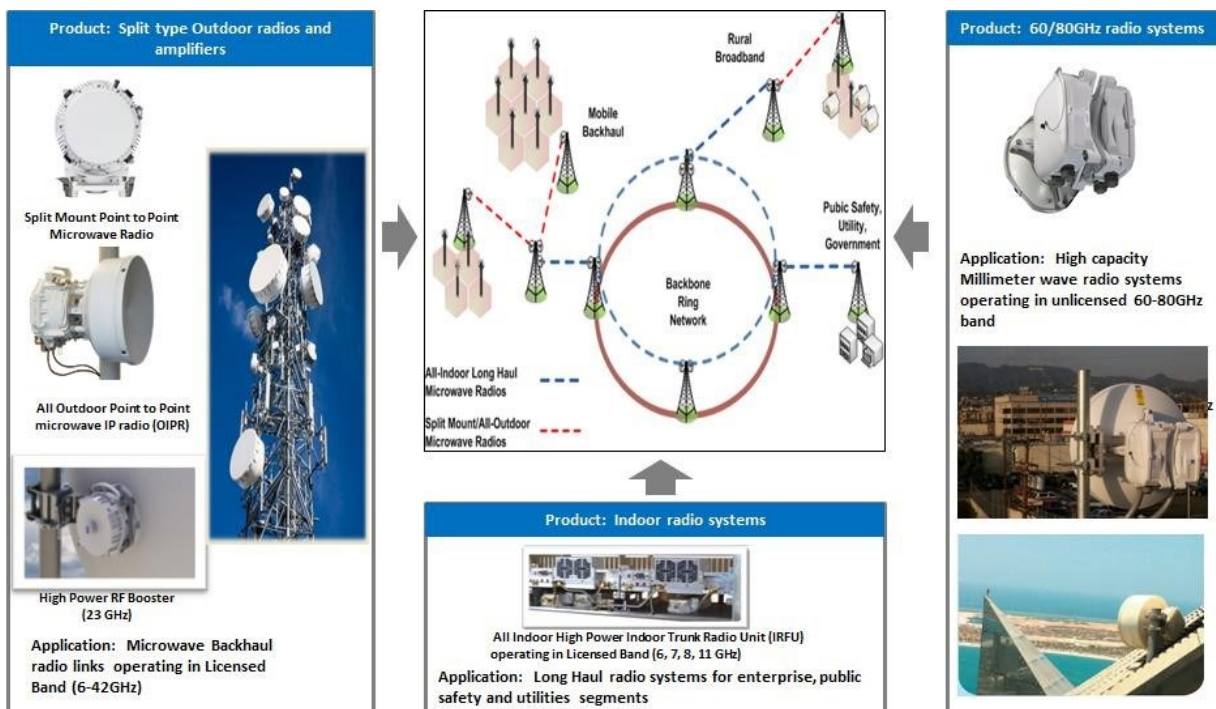 Product: Split type Outdoor radios and
amplifiers
Split Mount Point to Point
Microwave Radio
All Outdoor Point to Point
microwave IP radio (OIPR)
High Power RF Booster
(23 GHz)
Application: Microwave Backhaul
radio links operating in Licensed
Band (6-42GHz)
Rural
Broadband
Mobile
Backhaul
Pubic Safety,
Utility,
Government
Backbone
Ring
Network
All-Indoor Long Haul
Microwave Radios
Split Mount/All-Outdoor
Microwave Radios
Product: Indoor radio systems
All Indoor High Power Indoor Trunk Radio Unit (IRFU)
operating in Licensed Band (6, 7, 8, 11 GHz)
Application: Long Haul radio systems for enterprise, public
safety and utilities segments
Product: 60/80GHz radio systems
Application: High capacity
Millimeter wave radio systems
operating in unlicensed 60-80GHz
band
z